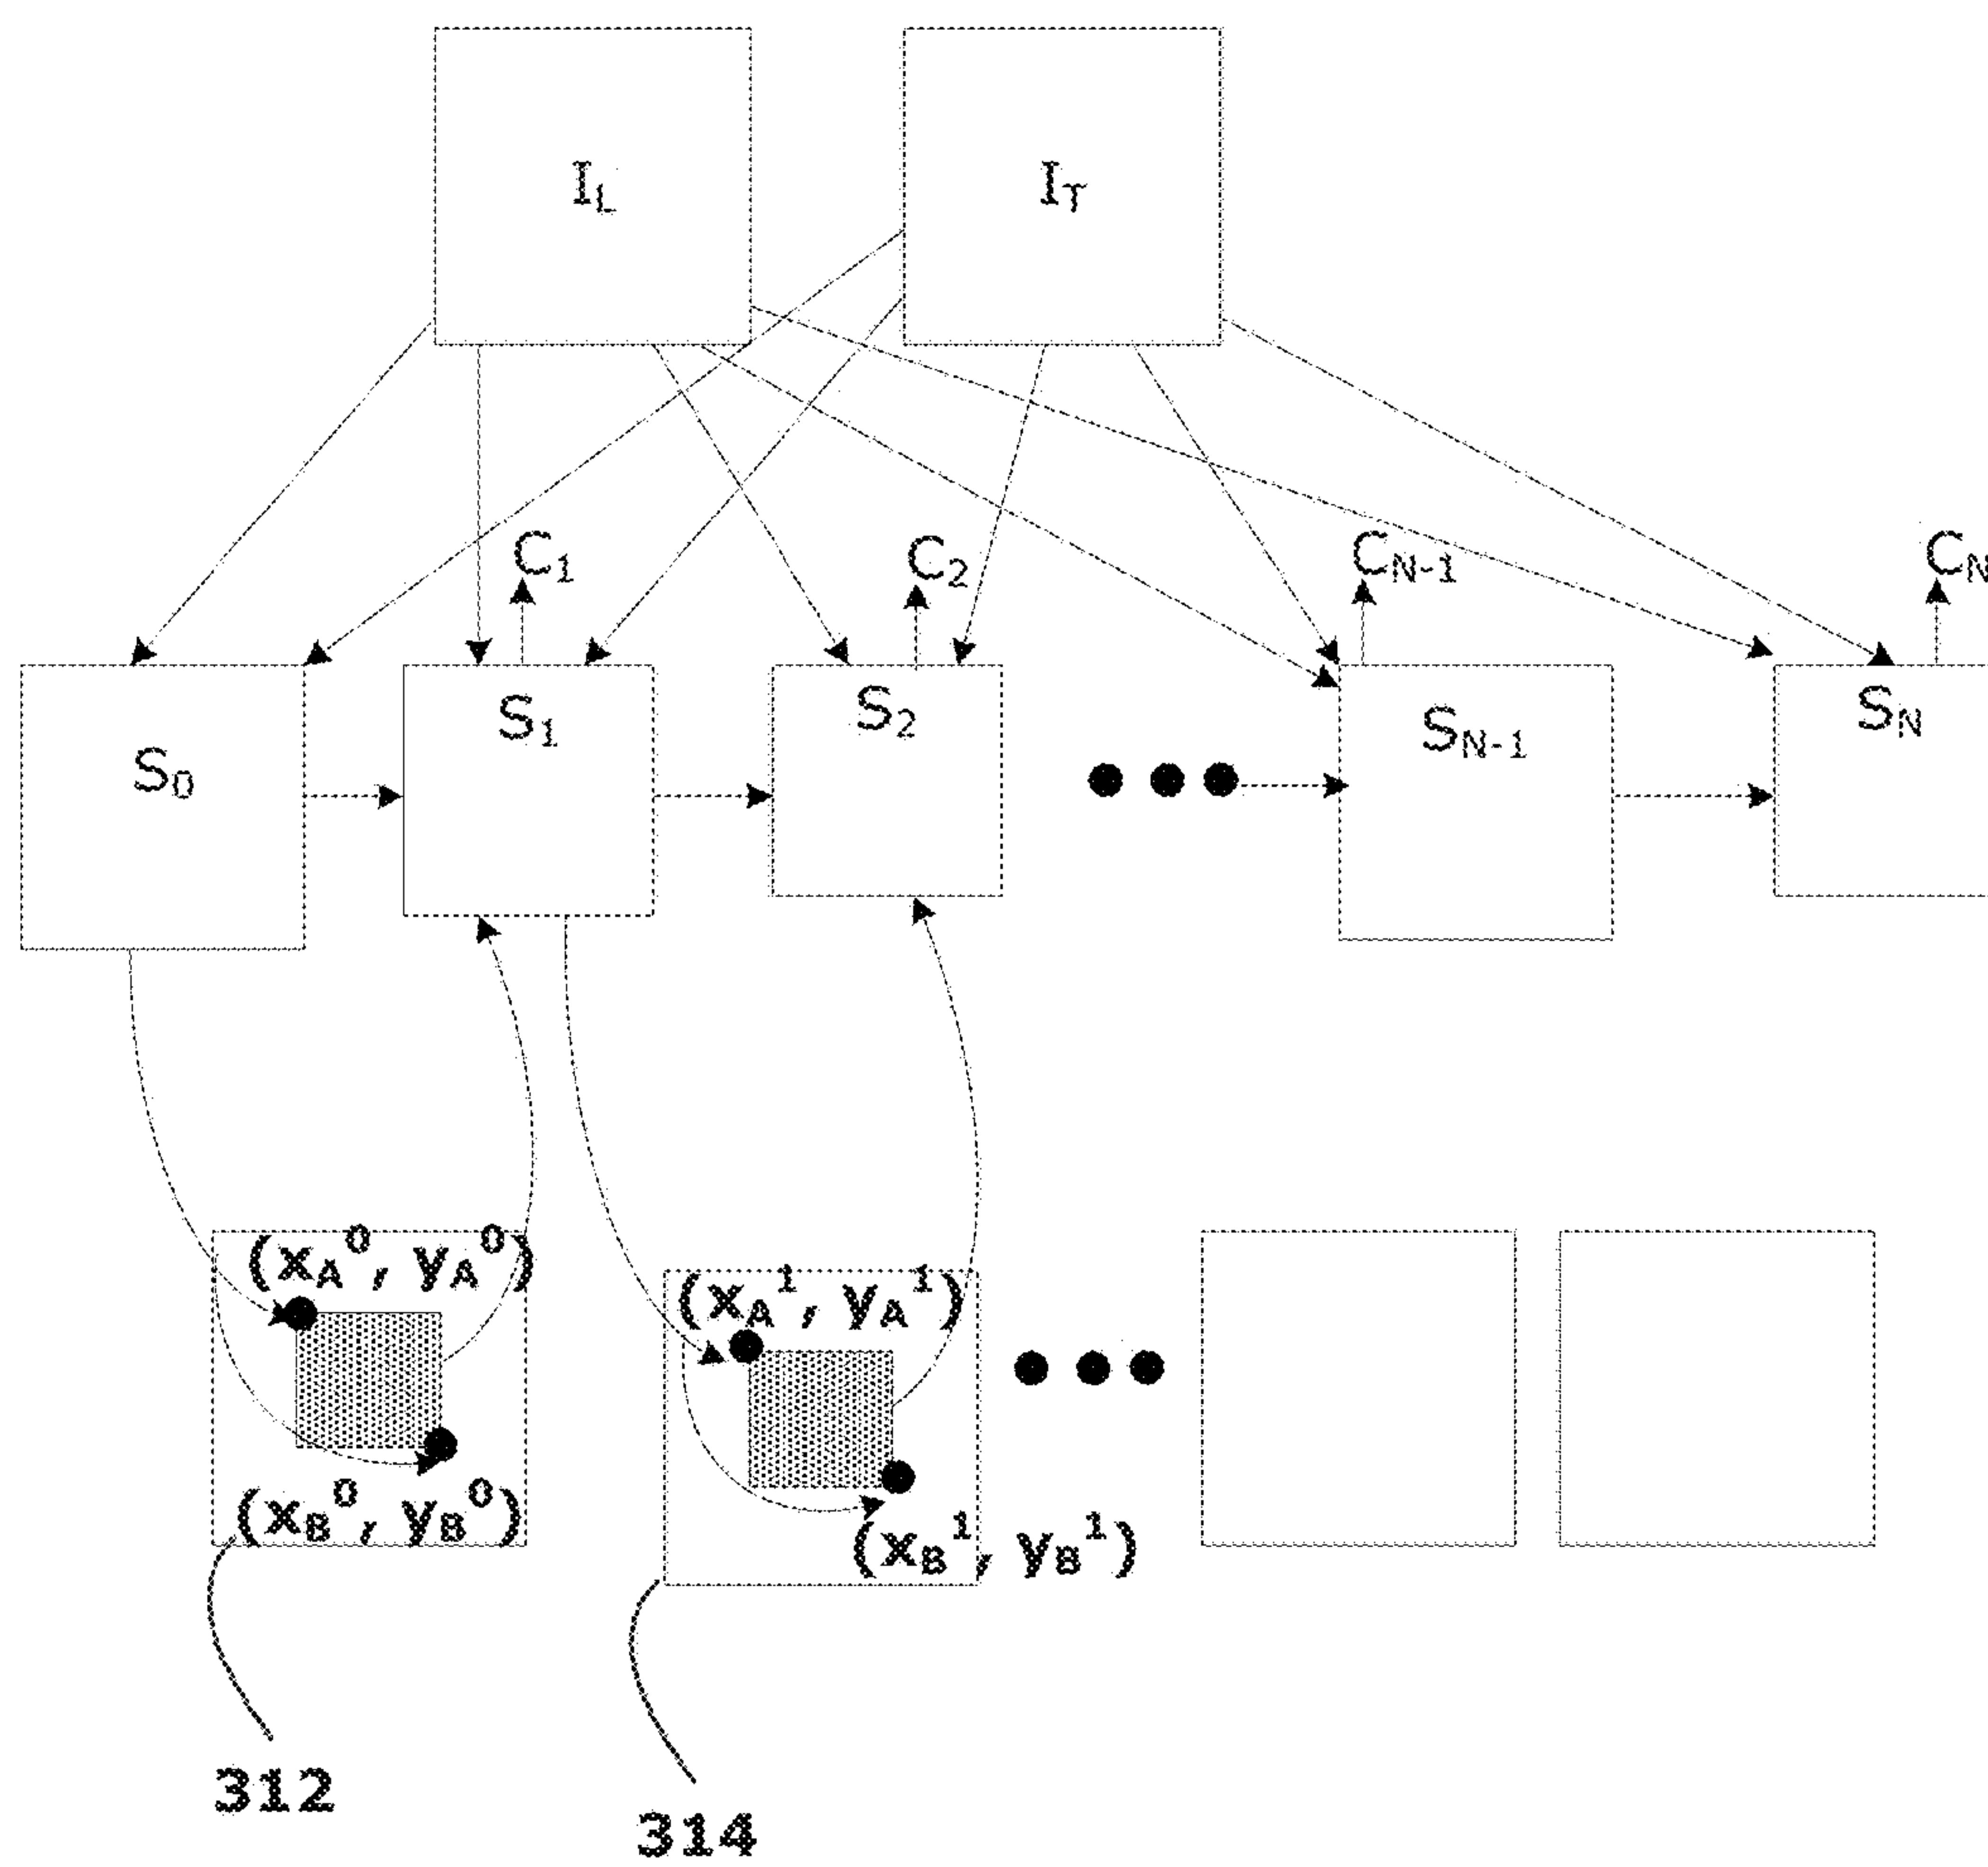 I_L
I_T
C_1
C_2
C_N-1
C_N
S_0
S_1
S_2
S_N-1
S_N
(x_A^0, y_A^0)
(x_A^1, y_A^1)
(x_B^0, y_B^0)
(x_B^1, y_B^1)
312
314